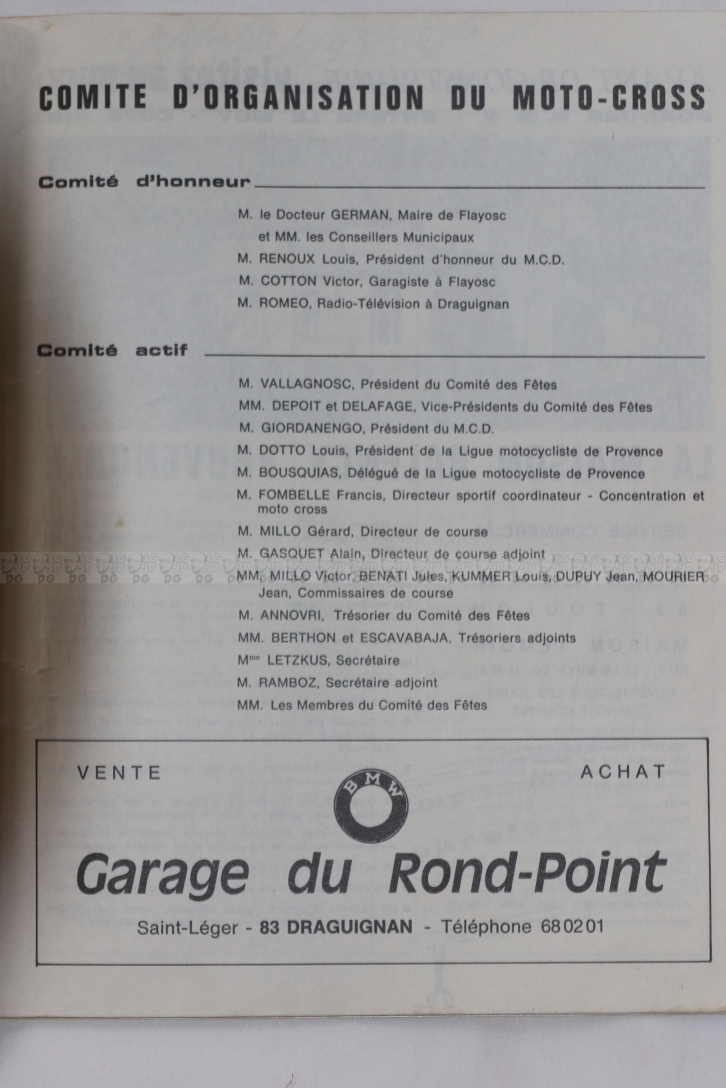 COMITE D'ORGANISATION DU MOTO-CROSS
Comité d'honneur
M. le Docteur GERMAN, Maire de Flayosc
et MM. les Conseillers Municipaux
M. RENOUX Louis, Président d'honneur du M.C.D.
M. COTTON Victor, Garagiste à Flayosc
M. ROMEO, Radio-Télévision à Draguignan
Comité actif
M. VALLAGNOSC, Président du Comité des Fêtes
MM. DEPOIT et DELAFAGE, Vice-Présidents du Comité des Fêtes
M. GIORDANENGO, Président du M.C.D.
M. DOTTO Louis, Président de la Ligue motocycliste de Provence
M. BOUSQUIAS, Délégué de la Ligue motocycliste de Provence
M. FOMBELLE Francis, Directeur sportif coordinateur - Concentration et
moto cross
M. MILLO Gérard, Directeur de course
M. GASQUET Alain, Directeur de course adjoint
MM. MILLO Victor, BENATI Jules, KUMMER Louis, DUPUY Jean, MOURIER
Jean, Commissaires de course
M. ANNOVRI, Trésorier du Comité des Fêtes
MM. BERTHON et ESCAVABAJA, Trésoriers adjoints
Mme LETZKUS, Secrétaire
M. RAMBOZ, Secrétaire adjoint
MM. Les Membres du Comité des Fêtes
VENTE
ACHAT
BMW
Garage du Rond-Point
Saint-Léger - 83 DRAGUIGNAN - Téléphone 68 02 01